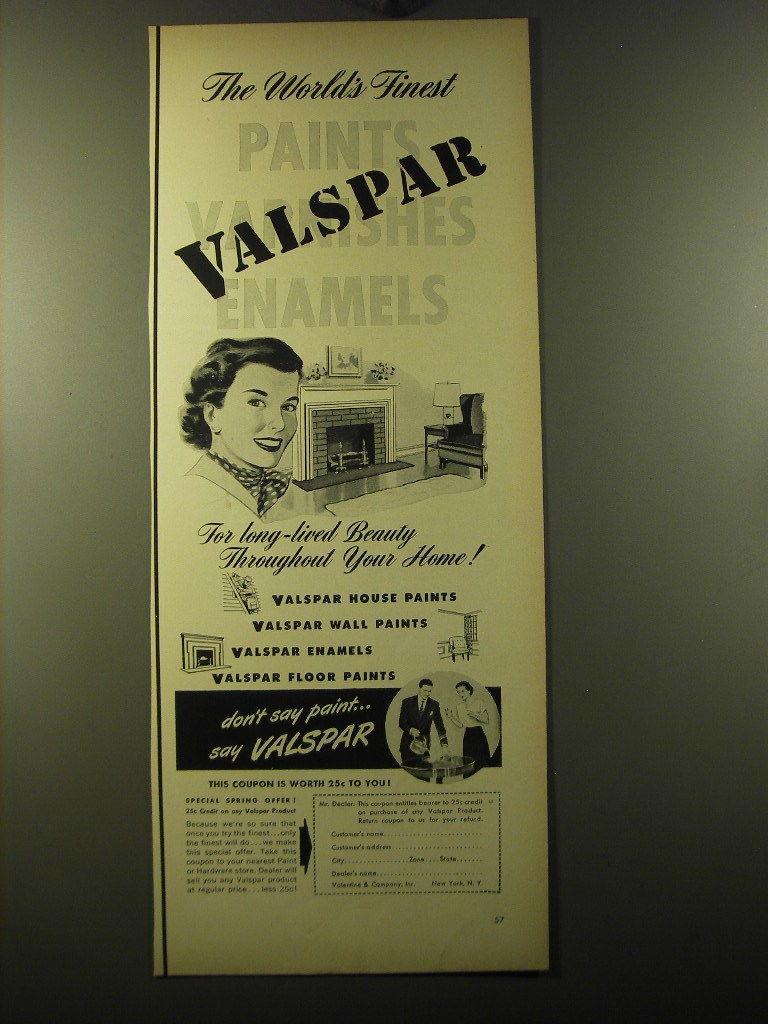 The World's Finest
PAINTS
VALSPAR
VARNISHES
ENAMELS
For long-lived Beauty
Throughout Your Home!
VALSPAR HOUSE PAINTS
VALSPAR WALL PAINTS
VALSPAR ENAMELS
VALSPAR FLOOR PAINTS
don't say paint...
say VALSPAR
THIS COUPON IS WORTH 25c TO YOU!
SPECIAL SPRING OFFER!
25c Credit on any Valspar Product
Because we're so sure that
once you try the finest...only
the finest will do...we make
this special offer. Take this
coupon to your nearest Paint
or Hardware store. Dealer will
sell you any Valspar product
at regular price...less 25c!
Mr. Dealer: This coupon entitles bearer to 25c credit
on purchase of any Valspar Product.
Return coupon to us for your refund.
Customer's name
Customer's address
City Zone State
Dealer's name
Valentine & Company, Inc. New York, N. Y.
57